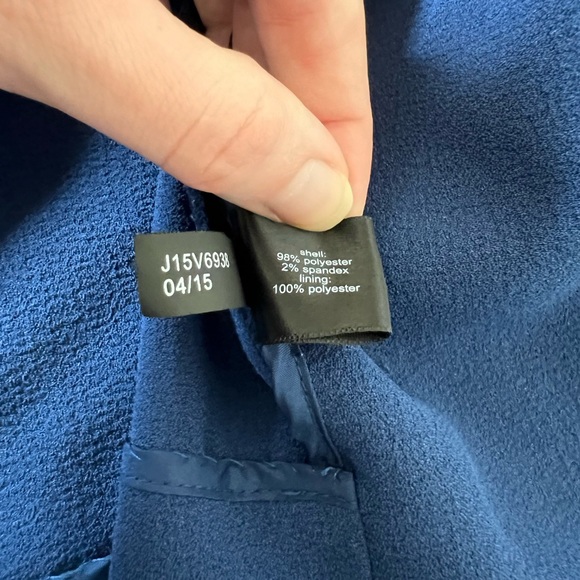 J15V6938
04/15
shell:
98% polyester
2% spandex
lining:
100% polyester